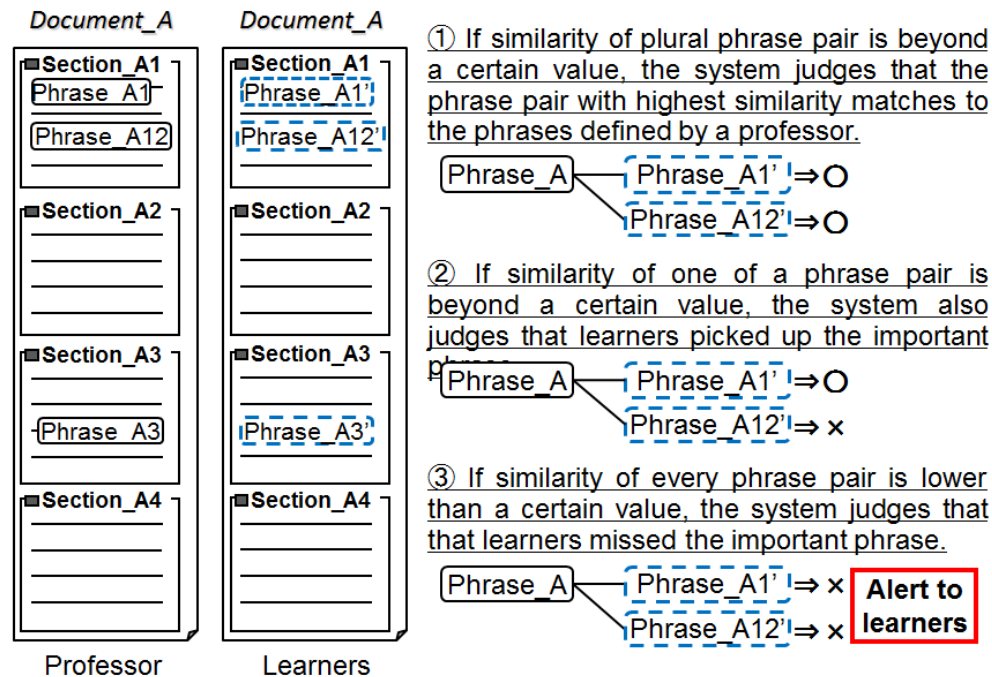 Document_A
Section_A1
Phrase_A1
Phrase_A12
Section_A2
Section_A3
Phrase_A3
Section_A4
Professor
Document_A
Section_A1
Phrase_A1’
Phrase_A12’
Section_A2
Section_A3
Phrase_A3’
Section_A4
Learners
① If similarity of plural phrase pair is beyond
a certain value, the system judges that the
phrase pair with highest similarity matches to
the phrases defined by a professor.
Phrase_A
Phrase_A1’ ⇒○
Phrase_A12’ ⇒○
② If similarity of one of a phrase pair is
beyond a certain value, the system also
judges that learners picked up the important
Phrase_A
Phrase_A1’ ⇒○
Phrase_A12’ ⇒×
③ If similarity of every phrase pair is lower
than a certain value, the system judges that
that learners missed the important phrase.
Phrase_A
Phrase_A1’ ⇒×
Phrase_A12’ ⇒×
Alert to
learners